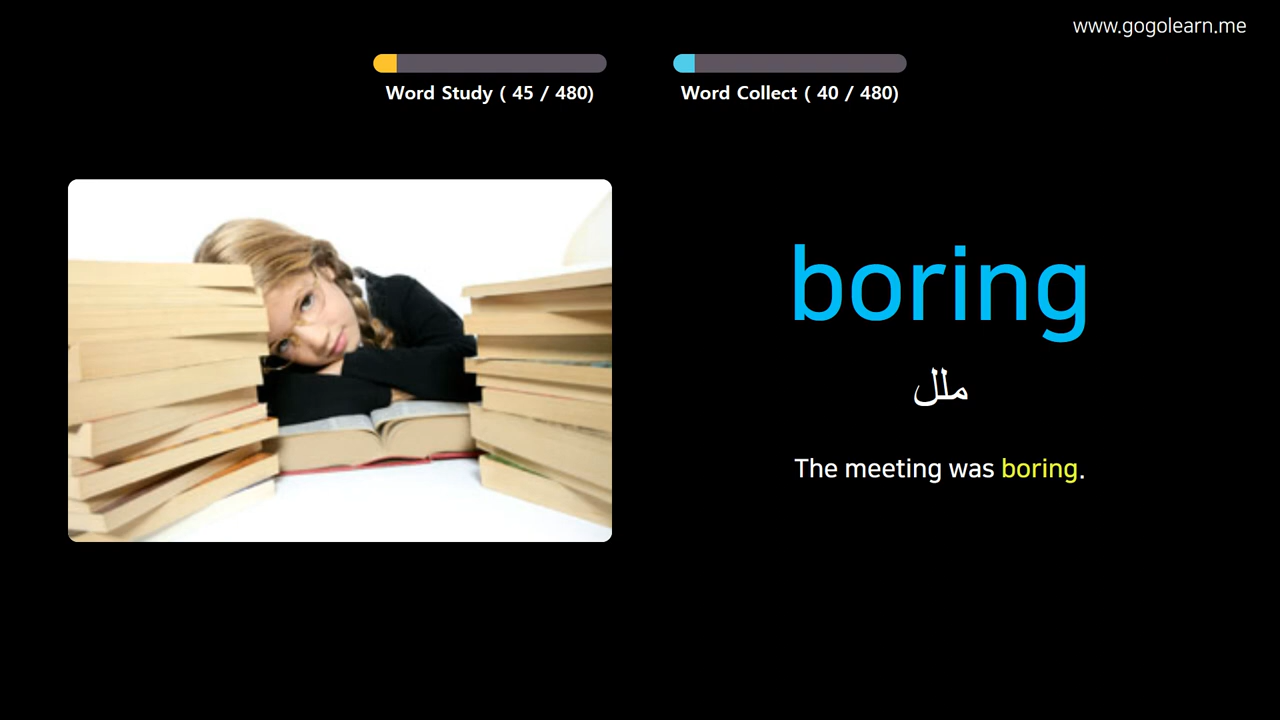 www.gogolearn.me
Word Study ( 45 / 480)
Word Collect ( 40 / 480)
boring
ملل
The meeting was boring.